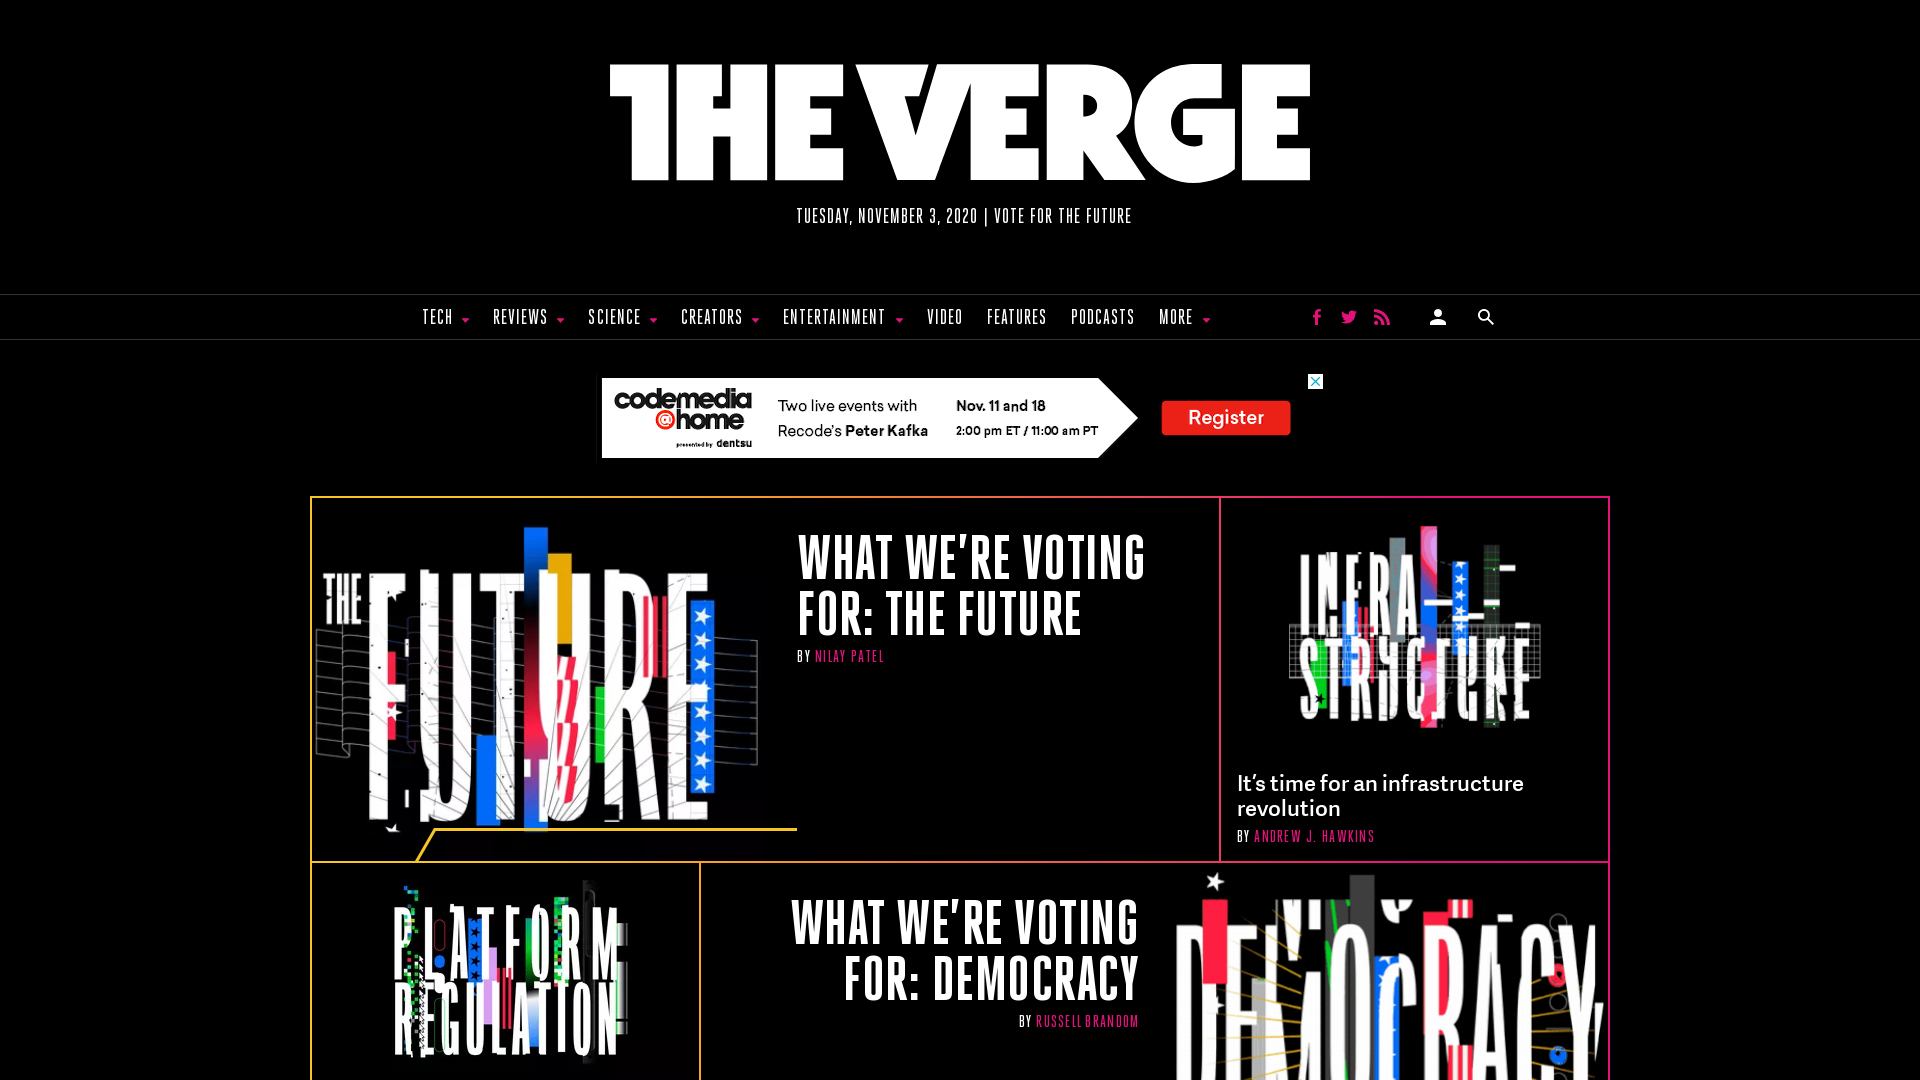 THE VERGE
TUESDAY, NOVEMBER 3, 2020 | VOTE FOR THE FUTURE
TECH REVIEWS SCIENCE CREATORS ENTERTAINMENT VIDEO FEATURES PODCASTS MORE
codemedia
@home
presented by dentsu
Two live events with
Recode's Peter Kafka
Nov. 11 and 18
2:00 pm ET / 11:00 am PT
Register
THE FUTURE
WHAT WE'RE VOTING
FOR: THE FUTURE
BY NILAY PATEL
INFRA
STRUCTURE
It's time for an infrastructure
revolution
BY ANDREW J. HAWKINS
PLATFORM
REGULATION
WHAT WE'RE VOTING
FOR: DEMOCRACY
BY RUSSELL BRANDOM
DEMOCRACY